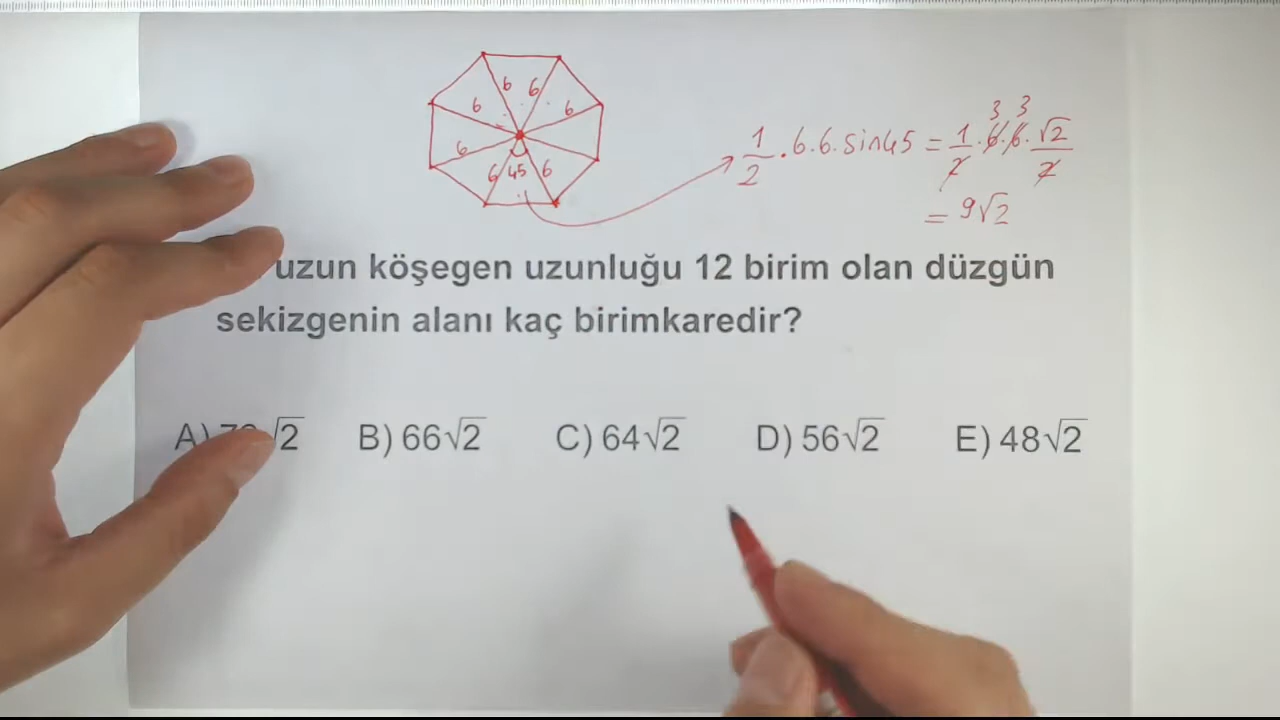 6 6
6 6
6
6 45 6
1/2 . 6.6.sin45 = 1/2 . 6.6. √2/2
3 3
= 9√2
uzun köşegen uzunluğu 12 birim olan düzgün
sekizgenin alanı kaç birimkaredir?
A) √2 B) 66√2 C) 64√2 D) 56√2 E) 48√2